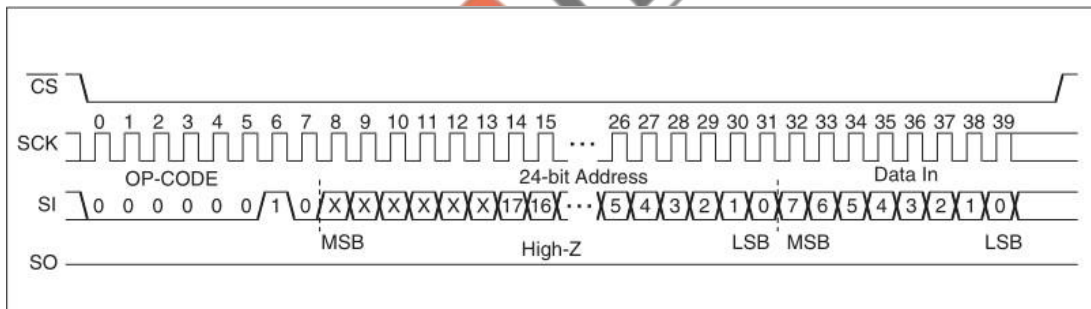 CS
0 1 2 3 4 5 6 7 8 9 10 11 12 13 14 15 ... 26 27 28 29 30 31 32 33 34 35 36 37 38 39
SCK
OP-CODE 24-bit Address Data In
SI 0 0 0 0 0 0 1 0 X X X X X X 17 16 ... 5 4 3 2 1 0 7 6 5 4 3 2 1 0
MSB High-Z LSB MSB LSB
SO